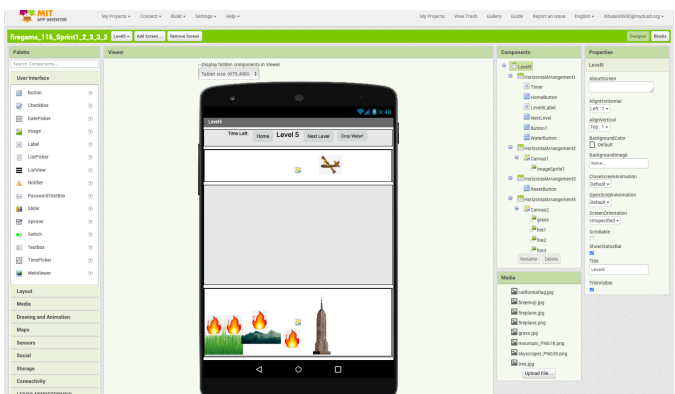 MIT
APP INVENTOR
My Projects • Connect • Build • Settings • Help •
My Projects View Trash Gallery Guide Report an Issue English •
firegame_116_Sprint1_2_3_3_2
Level5 • Add Screen ... Remove Screen
Designer Blocks
Palette
Search Components...
User Interface
Button
CheckBox
DatePicker
Image
Label
ListPicker
ListView
Notifier
PasswordTextBox
Slider
Spinner
Switch
TextBox
TimePicker
WebViewer
Layout
Media
Drawing and Animation
Maps
Sensors
Social
Storage
Connectivity
Viewer
Display hidden components in Viewer
Tablet size (675,480)
9:48
Level5
Time Left: Home Level 5 Next Level Drop Water!
Components
Level5
HorizontalArrangement1
Timer
HomeButton
Level5Label
NextLevel
Button1
WaterButton
HorizontalArrangement2
Canvas1
ImageSprite1
HorizontalArrangement3
ResetButton
HorizontalArrangement4
Canvas2
grass
fire1
fire2
fire3
Rename Delete
Media
californiaflag.jpg
fireemoji.jpg
fireplane.jpg
fireplane.png
grass.jpg
mountain_PNG18.png
skyscraper_PNG35.png
tree.jpg
Upload File ...
Properties
Level5
AboutScreen
AlignHorizontal
Left : 1
AlignVertical
Top : 1
BackgroundColor
Default
BackgroundImage
None...
CloseScreenAnimation
Default
OpenScreenAnimation
Default
ScreenOrientation
Unspecified
Scrollable
ShowStatusBar
Title
Level5
TitleVisible